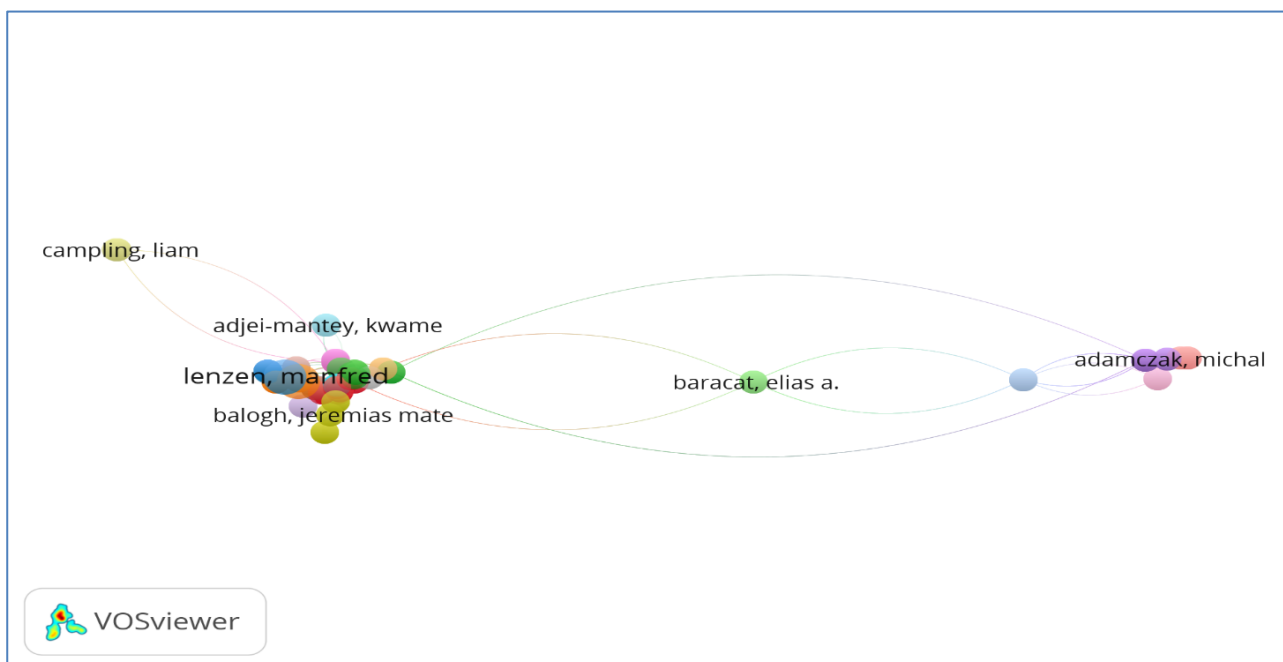 campling, liam
adjei-mantey, kwame
adamczak, michal
lenzen, manfred
baracat, elias a.
balogh, jeremias mate
VOSviewer